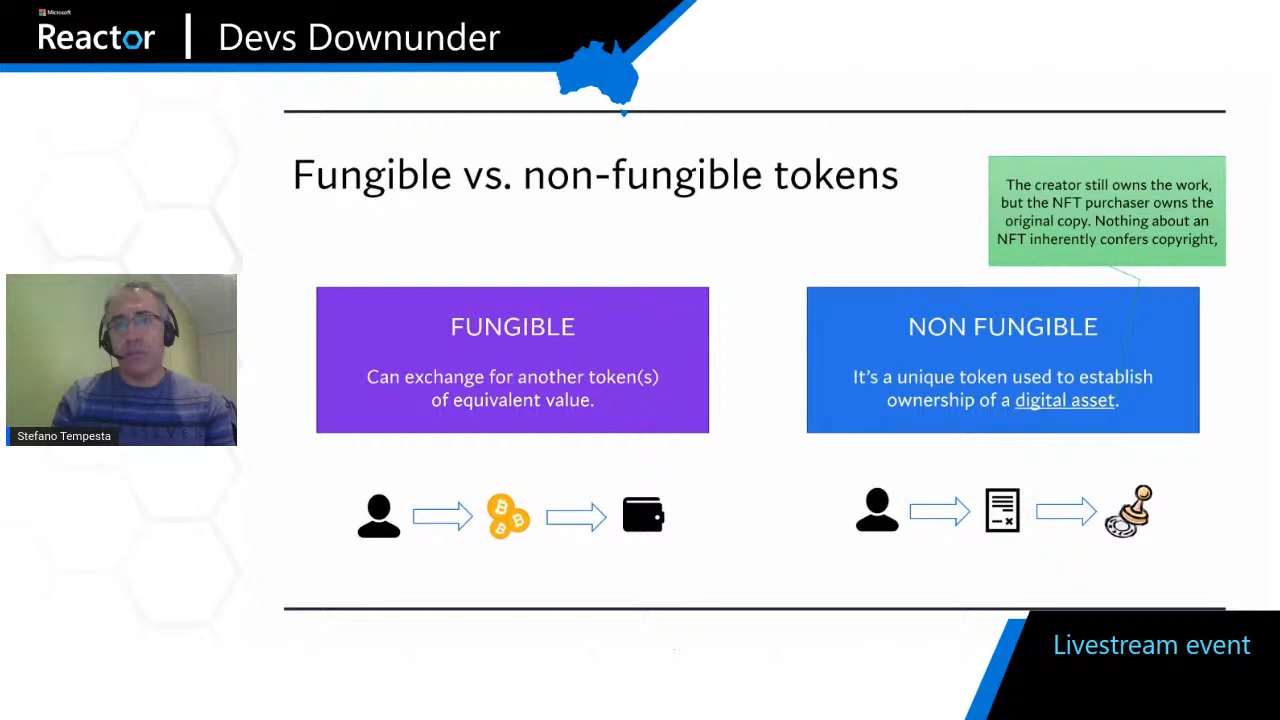 Microsoft
Reactor
Devs Downunder
Fungible vs. non-fungible tokens
The creator still owns the work,
but the NFT purchaser owns the
original copy. Nothing about an
NFT inherently confers copyright,
FUNGIBLE
Can exchange for another token(s)
of equivalent value.
NON FUNGIBLE
It's a unique token used to establish
ownership of a digital asset.
Stefano Tempesta
Livestream event